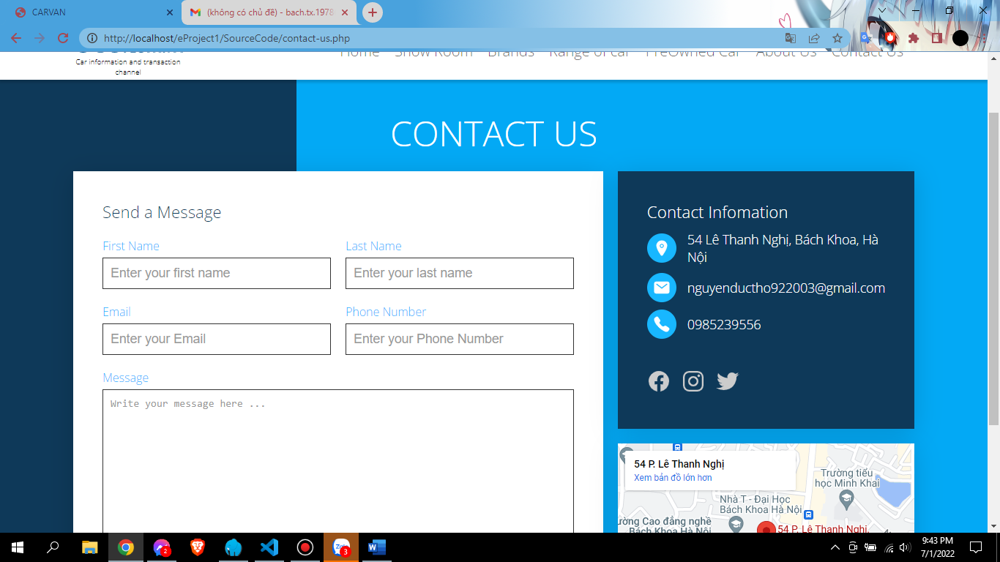 CARVAN
(không có chủ đề) - bach.tx.1978
http://localhost/eProject1/SourceCode/contact-us.php
Home Show Room Brands Range of car PreOwned Car About Us Contact Us
Car information and transaction
channel
CONTACT US
Send a Message
First Name Last Name
Enter your first name Enter your last name
Email Phone Number
Enter your Email Enter your Phone Number
Message
Write your message here ...
Contact Infomation
54 Lê Thanh Nghị, Bách Khoa, Hà
Nội
nguyenductho922003@gmail.com
0985239556
54 P. Lê Thanh Nghị
Xem bản đồ lớn hơn
Trường tiểu
học Minh Khai
Nhà T - Đại Học
Bách Khoa Hà Nội
ường Cao đẳng nghề
Bách Khoa Hà Nội
54 P. Lê Thanh Nghị,
2
Zalo
3
9:43 PM
7/1/2022